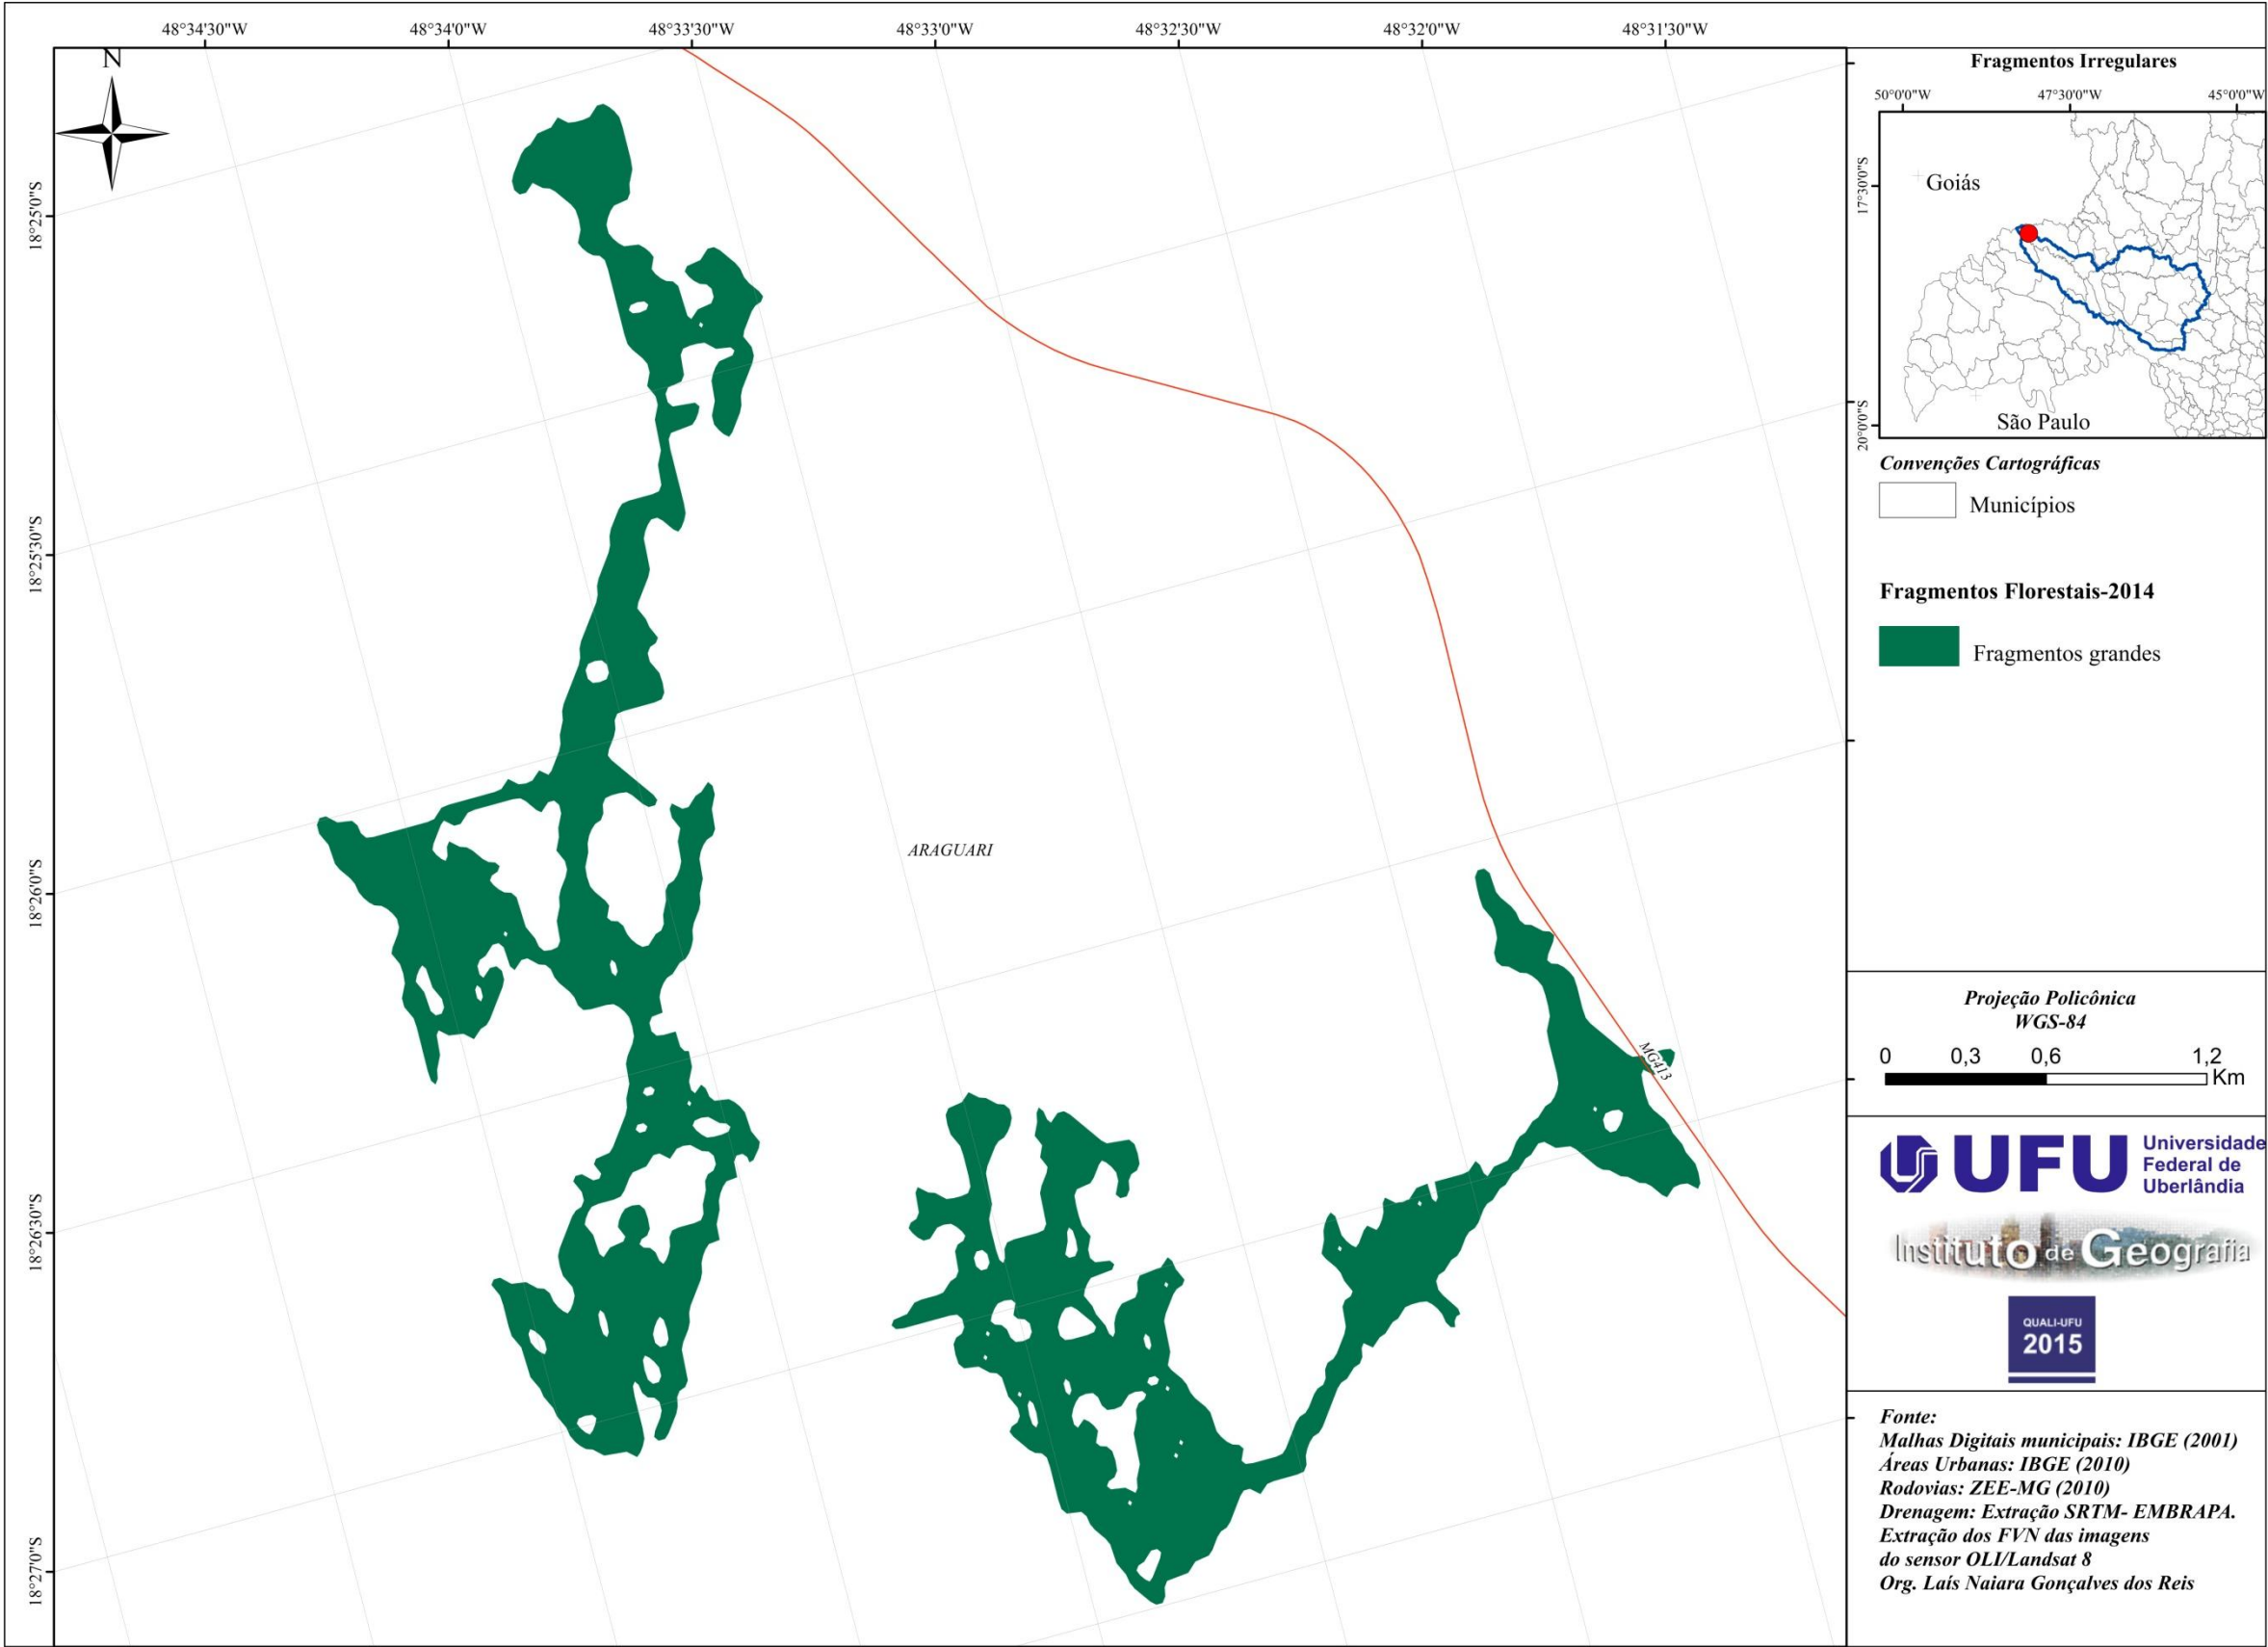 48°34'30"W 48°34'0"W 48°33'30"W 48°33'0"W 48°32'30"W 48°32'0"W 48°31'30"W
N
18°25'0"S
18°25'30"S
18°26'0"S
18°26'30"S
18°27'0"S
ARAGUARI
MG413
Fragmentos Irregulares
50°0'0"W 47°30'0"W 45°0'0"W
17°30'0"S
20°0'0"S
Goiás
São Paulo
Convenções Cartográficas
Municípios
Fragmentos Florestais-2014
Fragmentos grandes
Projeção Policônica
WGS-84
0 0,3 0,6 1,2
Km
UFU
Universidade
Federal de
Uberlândia
Instituto de Geografia
QUALI-UFU
2015
Fonte:
Malhas Digitais municipais: IBGE (2001)
Áreas Urbanas: IBGE (2010)
Rodovias: ZEE-MG (2010)
Drenagem: Extração SRTM- EMBRAPA.
Extração dos FVN das imagens
do sensor OLI/Landsat 8
Org. Laís Naiara Gonçalves dos Reis